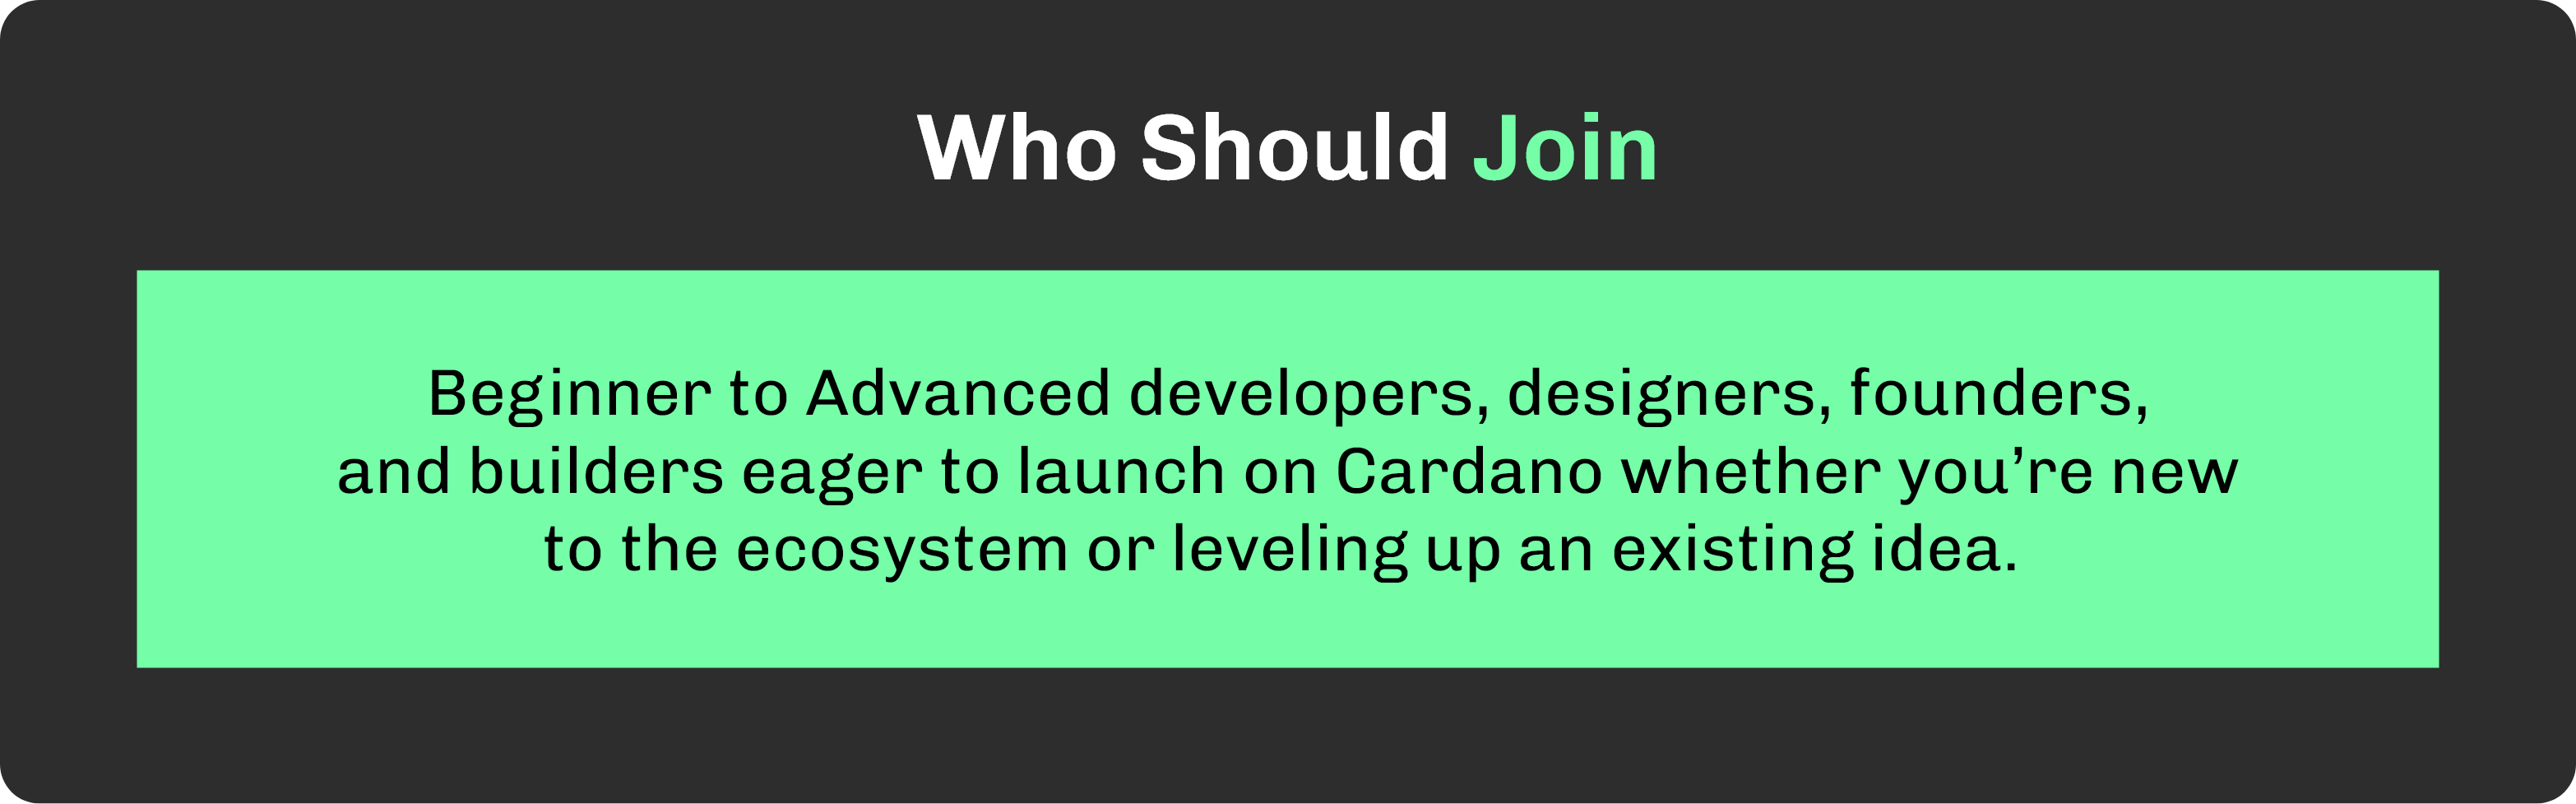 Who Should Join
Beginner to Advanced developers, designers, founders,
and builders eager to launch on Cardano whether you’re new
to the ecosystem or leveling up an existing idea.